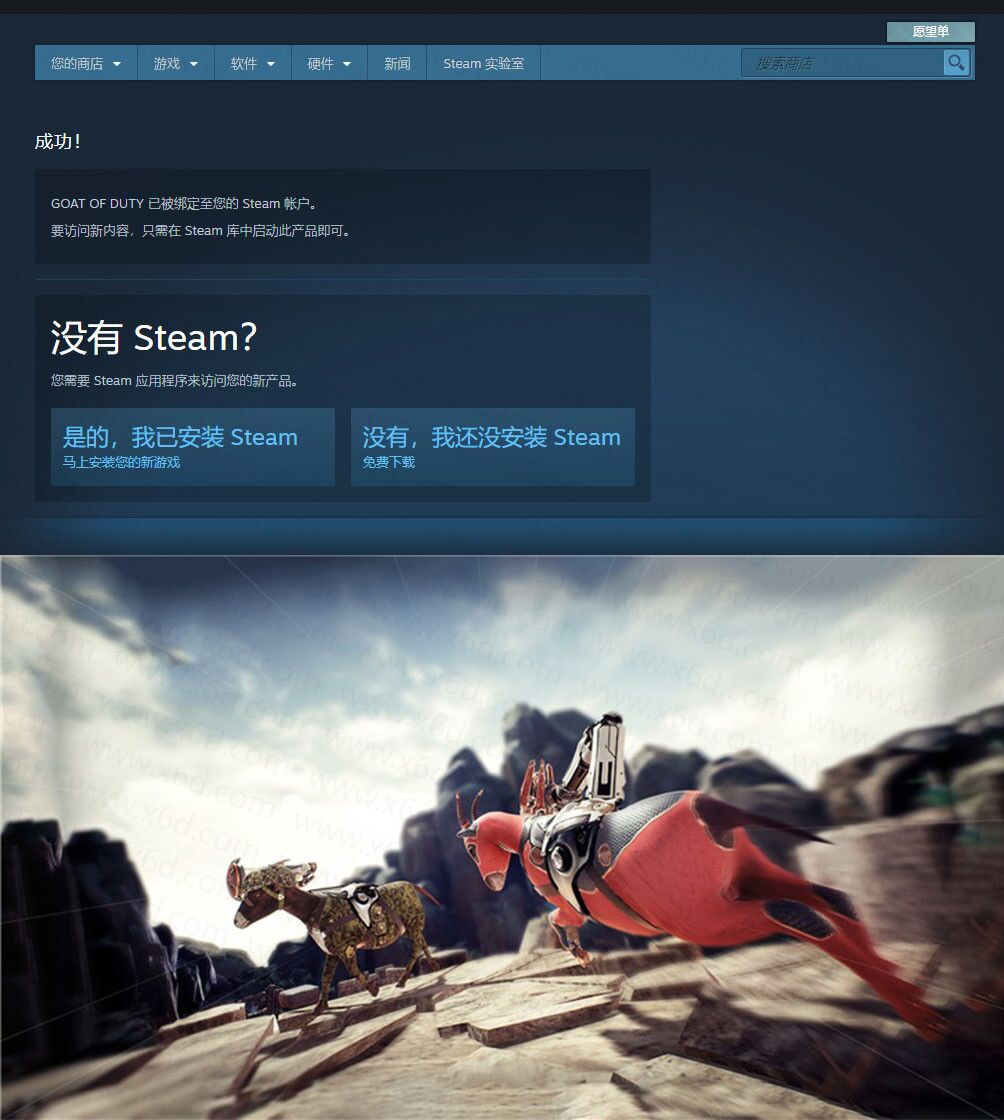 愿望单
您的商店 游戏 软件 硬件 新闻 Steam 实验室 搜索商店
成功！
GOAT OF DUTY 已被绑定至您的 Steam 帐户。
要访问新内容，只需在 Steam 库中启动此产品即可。
没有 Steam？
您需要 Steam 应用程序来访问您的新产品。
是的，我已安装 Steam
马上安装您的新游戏
没有，我还没安装 Steam
免费下载
www.x6d.com